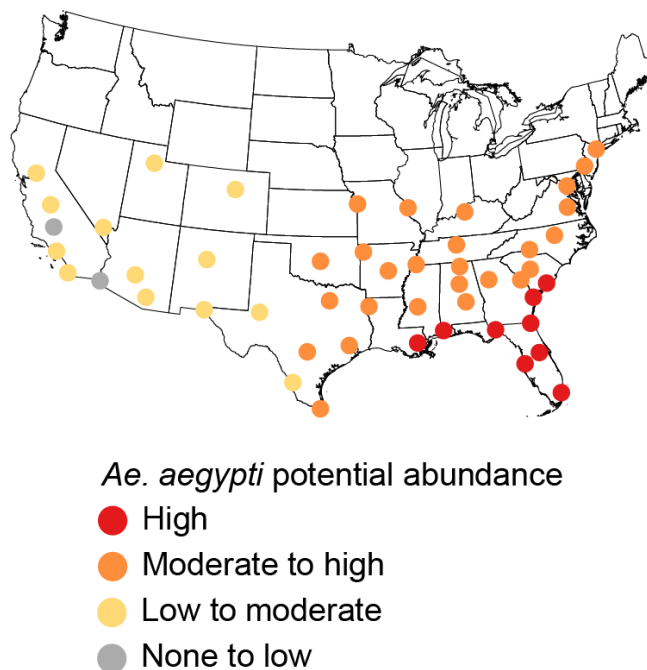 Ae. aegypti potential abundance
High
Moderate to high
Low to moderate
None to low